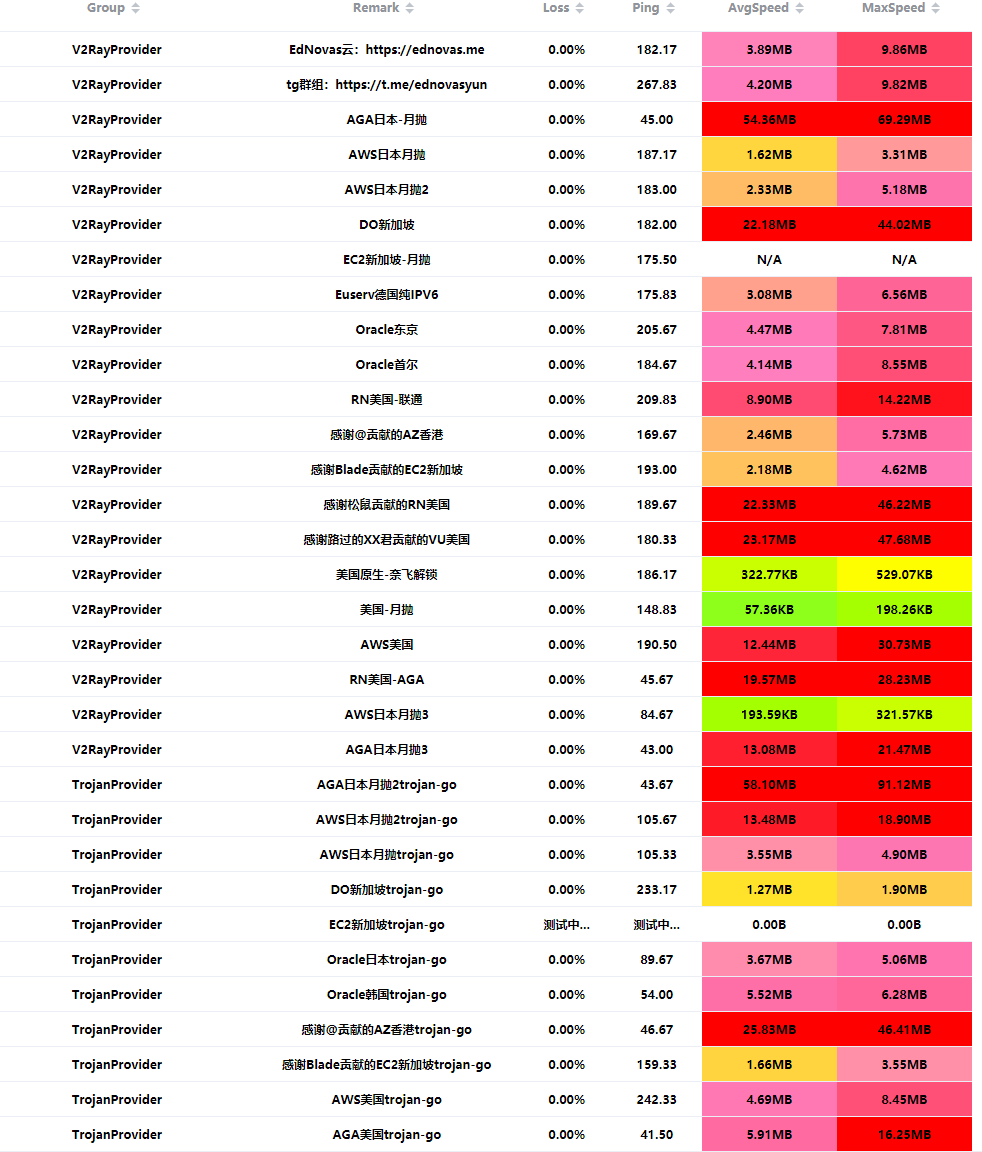 Group Remark Loss Ping AvgSpeed MaxSpeed
V2RayProvider EdNovas云：https://ednovas.me 0.00% 182.17 3.89MB 9.86MB
V2RayProvider tg群组：https://t.me/ednovasyun 0.00% 267.83 4.20MB 9.82MB
V2RayProvider AGA日本-月抛 0.00% 45.00 54.36MB 69.29MB
V2RayProvider AWS日本月抛 0.00% 187.17 1.62MB 3.31MB
V2RayProvider AWS日本月抛2 0.00% 183.00 2.33MB 5.18MB
V2RayProvider DO新加坡 0.00% 182.00 22.18MB 44.02MB
V2RayProvider EC2新加坡-月抛 0.00% 175.50 N/A N/A
V2RayProvider Euserv德国纯IPV6 0.00% 175.83 3.08MB 6.56MB
V2RayProvider Oracle东京 0.00% 205.67 4.47MB 7.81MB
V2RayProvider Oracle首尔 0.00% 184.67 4.14MB 8.55MB
V2RayProvider RN美国-联通 0.00% 209.83 8.90MB 14.22MB
V2RayProvider 感谢@贡献的AZ香港 0.00% 169.67 2.46MB 5.73MB
V2RayProvider 感谢Blade贡献的EC2新加坡 0.00% 193.00 2.18MB 4.62MB
V2RayProvider 感谢松鼠贡献的RN美国 0.00% 189.67 22.33MB 46.22MB
V2RayProvider 感谢路过的XX君贡献的VU美国 0.00% 180.33 23.17MB 47.68MB
V2RayProvider 美国原生-奈飞解锁 0.00% 186.17 322.77KB 529.07KB
V2RayProvider 美国-月抛 0.00% 148.83 57.36KB 198.26KB
V2RayProvider AWS美国 0.00% 190.50 12.44MB 30.73MB
V2RayProvider RN美国-AGA 0.00% 45.67 19.57MB 28.23MB
V2RayProvider AWS日本月抛3 0.00% 84.67 193.59KB 321.57KB
V2RayProvider AGA日本月抛3 0.00% 43.00 13.08MB 21.47MB
TrojanProvider AGA日本月抛2trojan-go 0.00% 43.67 58.10MB 91.12MB
TrojanProvider AWS日本月抛2trojan-go 0.00% 105.67 13.48MB 18.90MB
TrojanProvider AWS日本月抛trojan-go 0.00% 105.33 3.55MB 4.90MB
TrojanProvider DO新加坡trojan-go 0.00% 233.17 1.27MB 1.90MB
TrojanProvider EC2新加坡trojan-go 测试中... 测试中... 0.00B 0.00B
TrojanProvider Oracle日本trojan-go 0.00% 89.67 3.67MB 5.06MB
TrojanProvider Oracle韩国trojan-go 0.00% 54.00 5.52MB 6.28MB
TrojanProvider 感谢@贡献的AZ香港trojan-go 0.00% 46.67 25.83MB 46.41MB
TrojanProvider 感谢Blade贡献的EC2新加坡trojan-go 0.00% 159.33 1.66MB 3.55MB
TrojanProvider AWS美国trojan-go 0.00% 242.33 4.69MB 8.45MB
TrojanProvider AGA美国trojan-go 0.00% 41.50 5.91MB 16.25MB